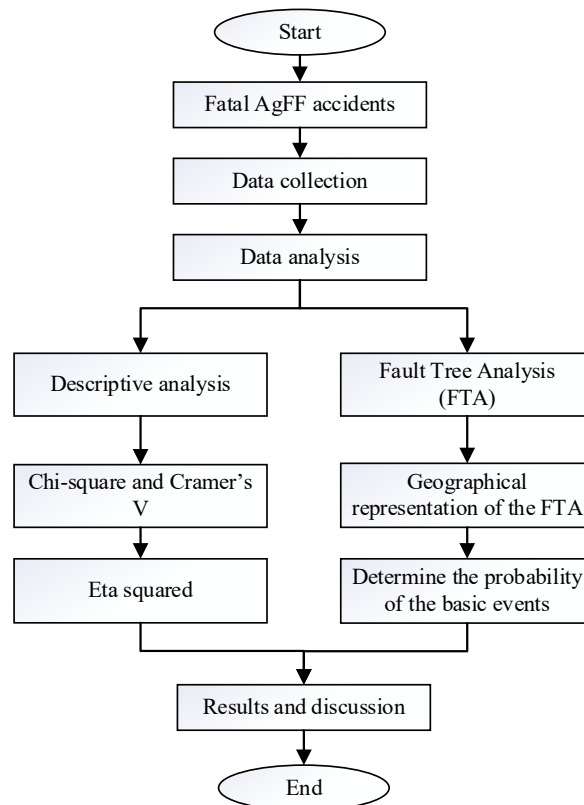 Start
Fatal AgFF accidents
Data collection
Data analysis
Descriptive analysis
Fault Tree Analysis
(FTA)
Chi-square and Cramer's
V
Geographical
representation of the FTA
Eta squared
Determine the probability
of the basic events
Results and discussion
End